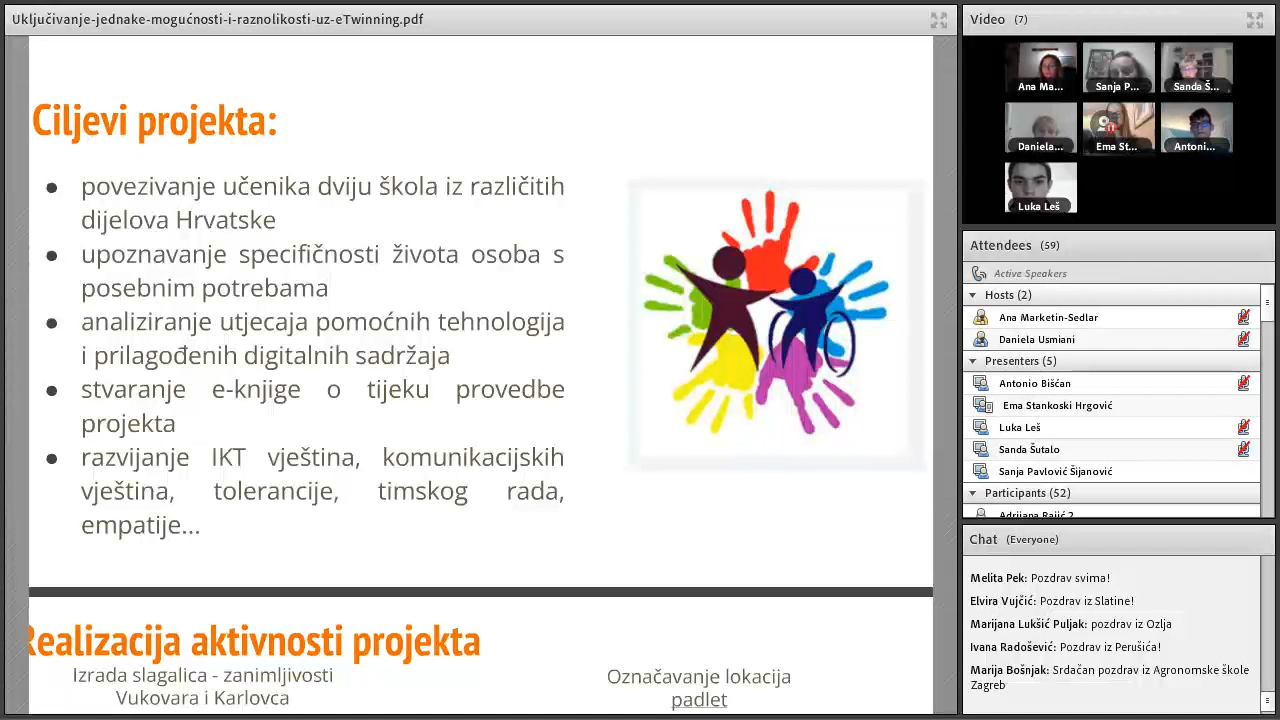 Uključivanje-jednake-mogućnosti-i-raznolikosti-uz-eTwinning.pdf
Ciljevi projekta:
● povezivanje učenika dviju škola iz različitih
dijelova Hrvatske
● upoznavanje specifičnosti života osoba s
posebnim potrebama
● analiziranje utjecaja pomoćnih tehnologija
i prilagođenih digitalnih sadržaja
● stvaranje e-knjige o tijeku provedbe
projekta
● razvijanje IKT vještina, komunikacijskih
vještina, tolerancije, timskog rada,
empatije...
Realizacija aktivnosti projekta
Izrada slagalica - zanimljivosti
Vukovara i Karlovca
Označavanje lokacija
padlet
Video (7)
Ana Ma...
Sanja P...
Sanda Š...
Daniela...
Ema St...
Antoni...
Luka Leš
Attendees (59)
Active Speakers
Hosts (2)
Ana Marketin-Sedlar
Daniela Usmiani
Presenters (5)
Antonio Bišćan
Ema Stankoski Hrgović
Luka Leš
Sanda Šutalo
Sanja Pavlović Šijanović
Participants (52)
Adrijana Rajić 2
Chat (Everyone)
Melita Pek: Pozdrav svima!
Elvira Vujčić: Pozdrav iz Slatine!
Marijana Lukšić Puljak: pozdrav iz Ozlja
Ivana Radošević: Pozdrav iz Perušića!
Marija Bošnjak: Srdačan pozdrav iz Agronomske škole
Zagreb